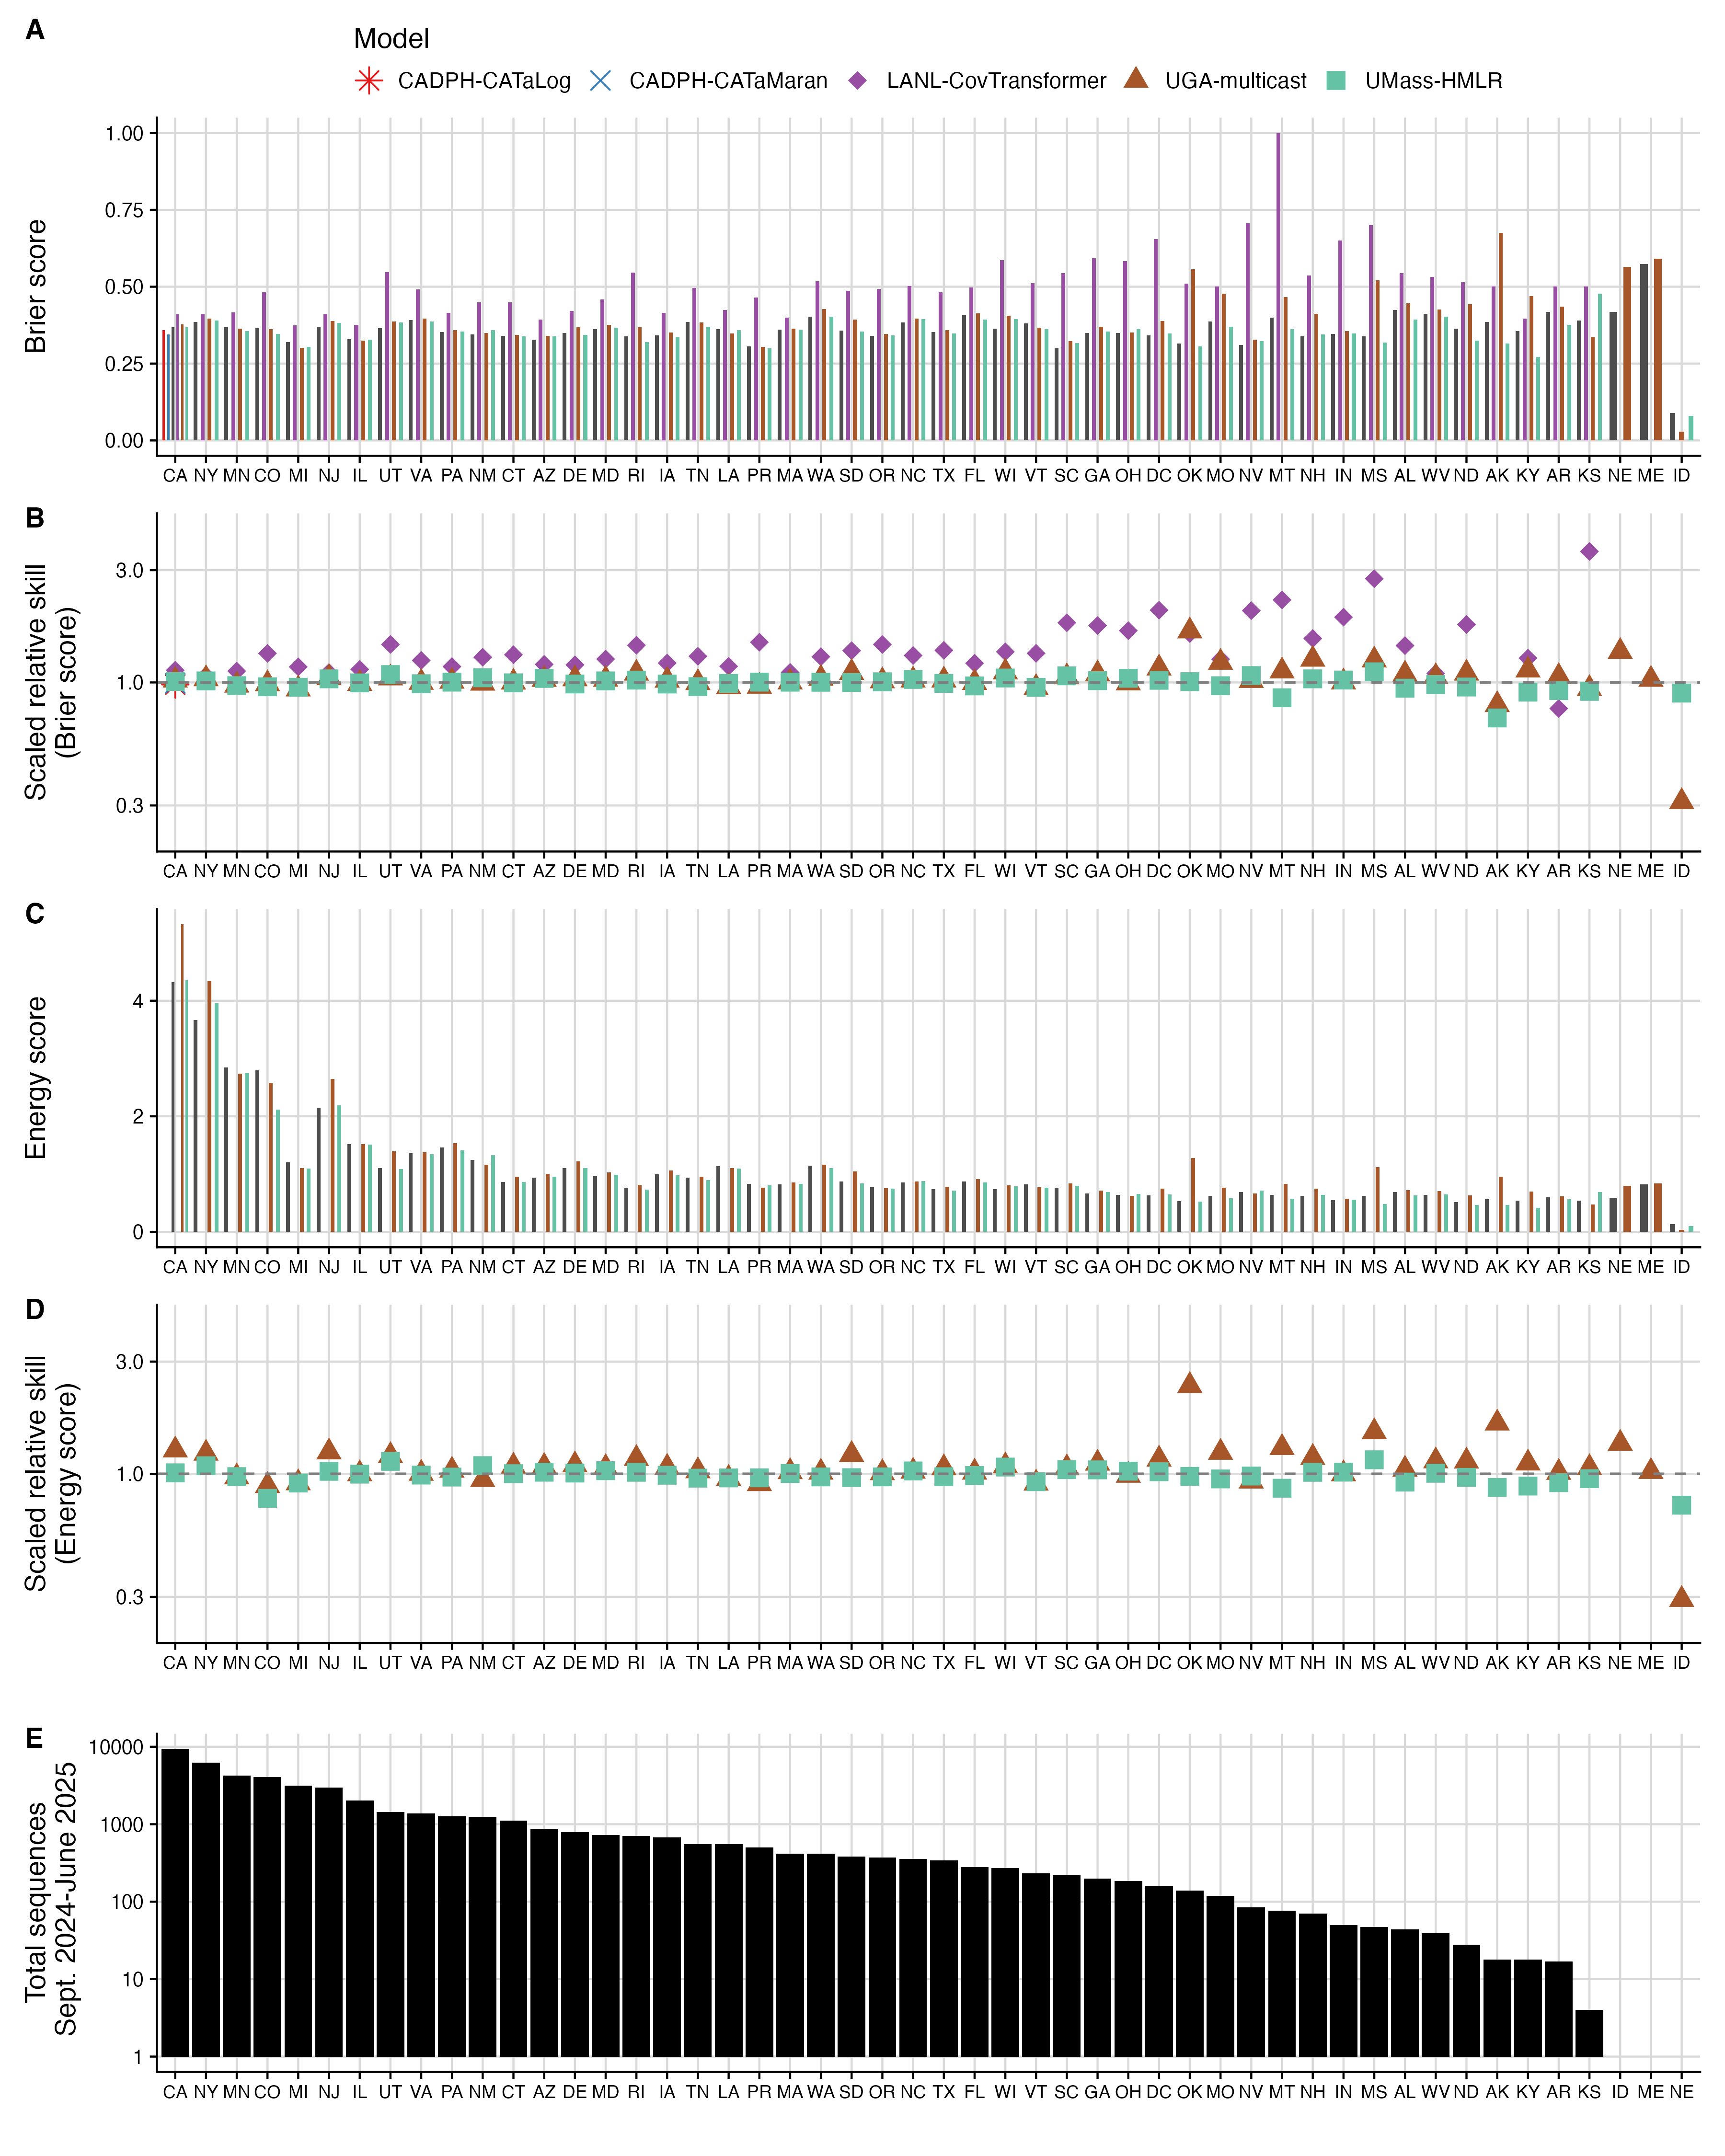 A
Model
CADPH-CATaLog CADPH-CATaMaran LANL-CovTransformer UGA-multicast UMass-HMLR
Brier score
1.00
0.75
0.50
0.25
0.00
CA NY MN CO MI NJ IL UT VA PA NM CT AZ DE MD RI IA TN LA PR MA WA SD OR NC TX FL WI VT SC GA OH DC OK MO NV MT NH IN MS AL WV ND AK KY AR KS NE ME ID
B
Scaled relative skill
(Brier score)
3.0
1.0
0.3
CA NY MN CO MI NJ IL UT VA PA NM CT AZ DE MD RI IA TN LA PR MA WA SD OR NC TX FL WI VT SC GA OH DC OK MO NV MT NH IN MS AL WV ND AK KY AR KS NE ME ID
C
Energy score
4
2
0
CA NY MN CO MI NJ IL UT VA PA NM CT AZ DE MD RI IA TN LA PR MA WA SD OR NC TX FL WI VT SC GA OH DC OK MO NV MT NH IN MS AL WV ND AK KY AR KS NE ME ID
D
Scaled relative skill
(Energy score)
3.0
1.0
0.3
CA NY MN CO MI NJ IL UT VA PA NM CT AZ DE MD RI IA TN LA PR MA WA SD OR NC TX FL WI VT SC GA OH DC OK MO NV MT NH IN MS AL WV ND AK KY AR KS NE ME ID
E
Total sequences
Sept. 2024-June 2025
10000
1000
100
10
1
CA NY MN CO MI NJ IL UT VA PA NM CT AZ DE MD RI IA TN LA PR MA WA SD OR NC TX FL WI VT SC GA OH DC OK MO NV MT NH IN MS AL WV ND AK KY AR KS ID ME NE